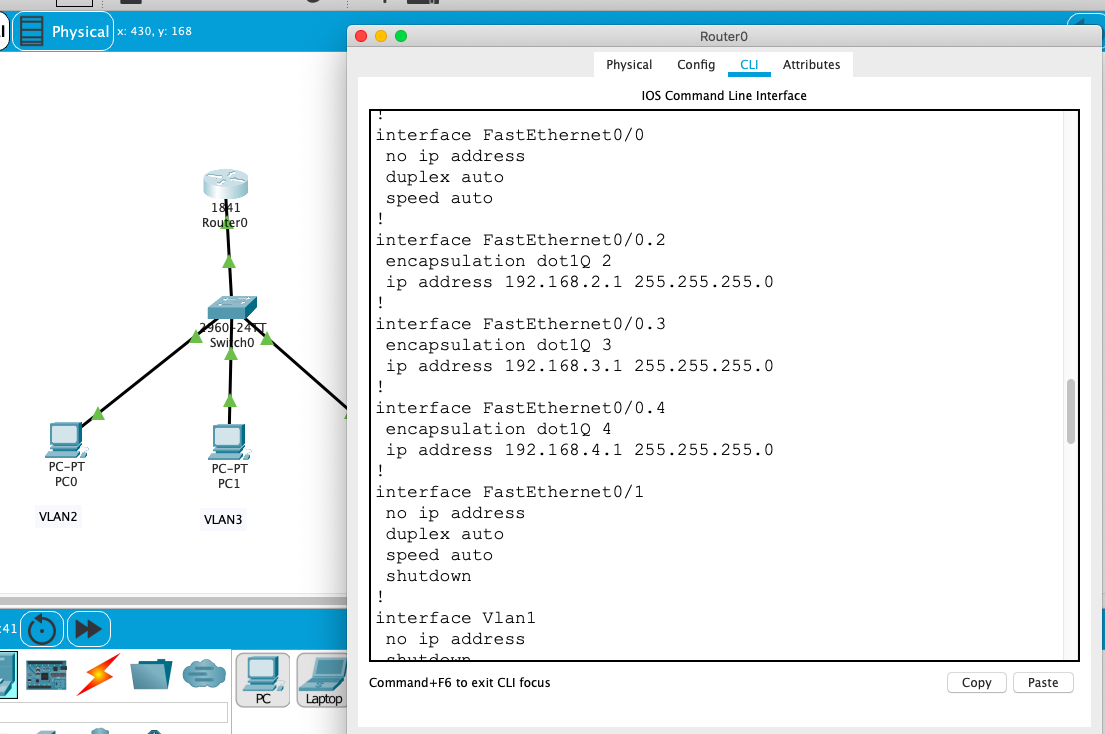 Physical
x: 430, y: 168
1841
Router0
2960-24TT
Switch0
PC-PT
PC0
PC-PT
PC1
VLAN2
VLAN3
:41
PC
Laptop
Router0
Physical
Config
CLI
Attributes
IOS Command Line Interface
!
interface FastEthernet0/0
no ip address
duplex auto
speed auto
!
interface FastEthernet0/0.2
encapsulation dot1Q 2
ip address 192.168.2.1 255.255.255.0
!
interface FastEthernet0/0.3
encapsulation dot1Q 3
ip address 192.168.3.1 255.255.255.0
!
interface FastEthernet0/0.4
encapsulation dot1Q 4
ip address 192.168.4.1 255.255.255.0
!
interface FastEthernet0/1
no ip address
duplex auto
speed auto
shutdown
!
interface Vlan1
no ip address
shutdown
Command+F6 to exit CLI focus
Copy
Paste